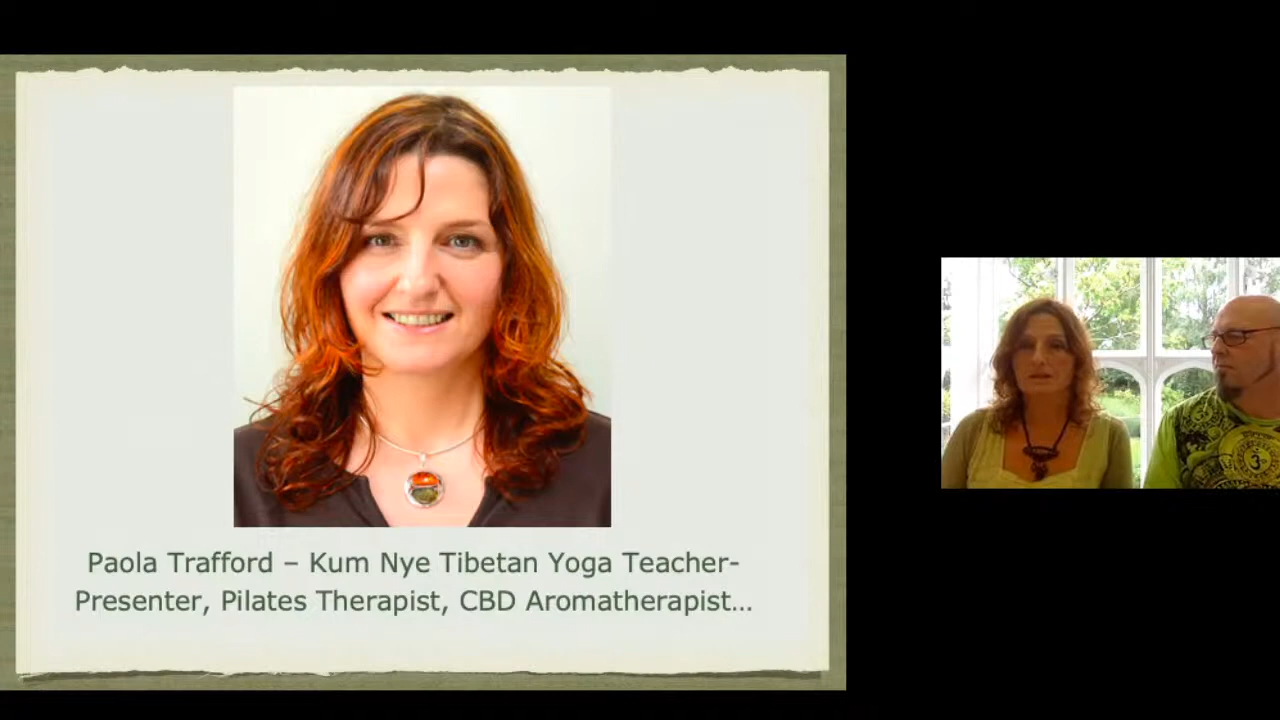 Paola Trafford – Kum Nye Tibetan Yoga Teacher-
Presenter, Pilates Therapist, CBD Aromatherapist...
ॐ